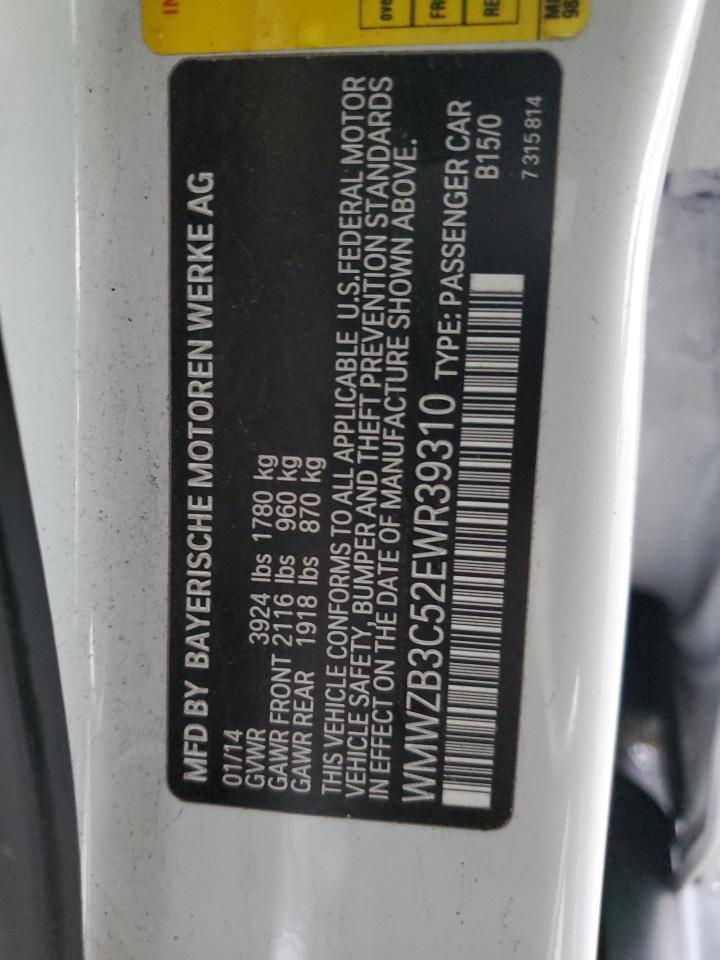 MFD BY BAYERISCHE MOTOREN WERKE AG
01/14
GVWR 3924 lbs 1780 kg
GAWR FRONT 2116 lbs 960 kg
GAWR REAR 1918 lbs 870 kg
THIS VEHICLE CONFORMS TO ALL APPLICABLE U.S.FEDERAL MOTOR
VEHICLE SAFETY, BUMPER AND THEFT PREVENTION STANDARDS
IN EFFECT ON THE DATE OF MANUFACTURE SHOWN ABOVE.
WMWZB3C52EWR39310 TYPE: PASSENGER CAR
B15/0
7 315 814